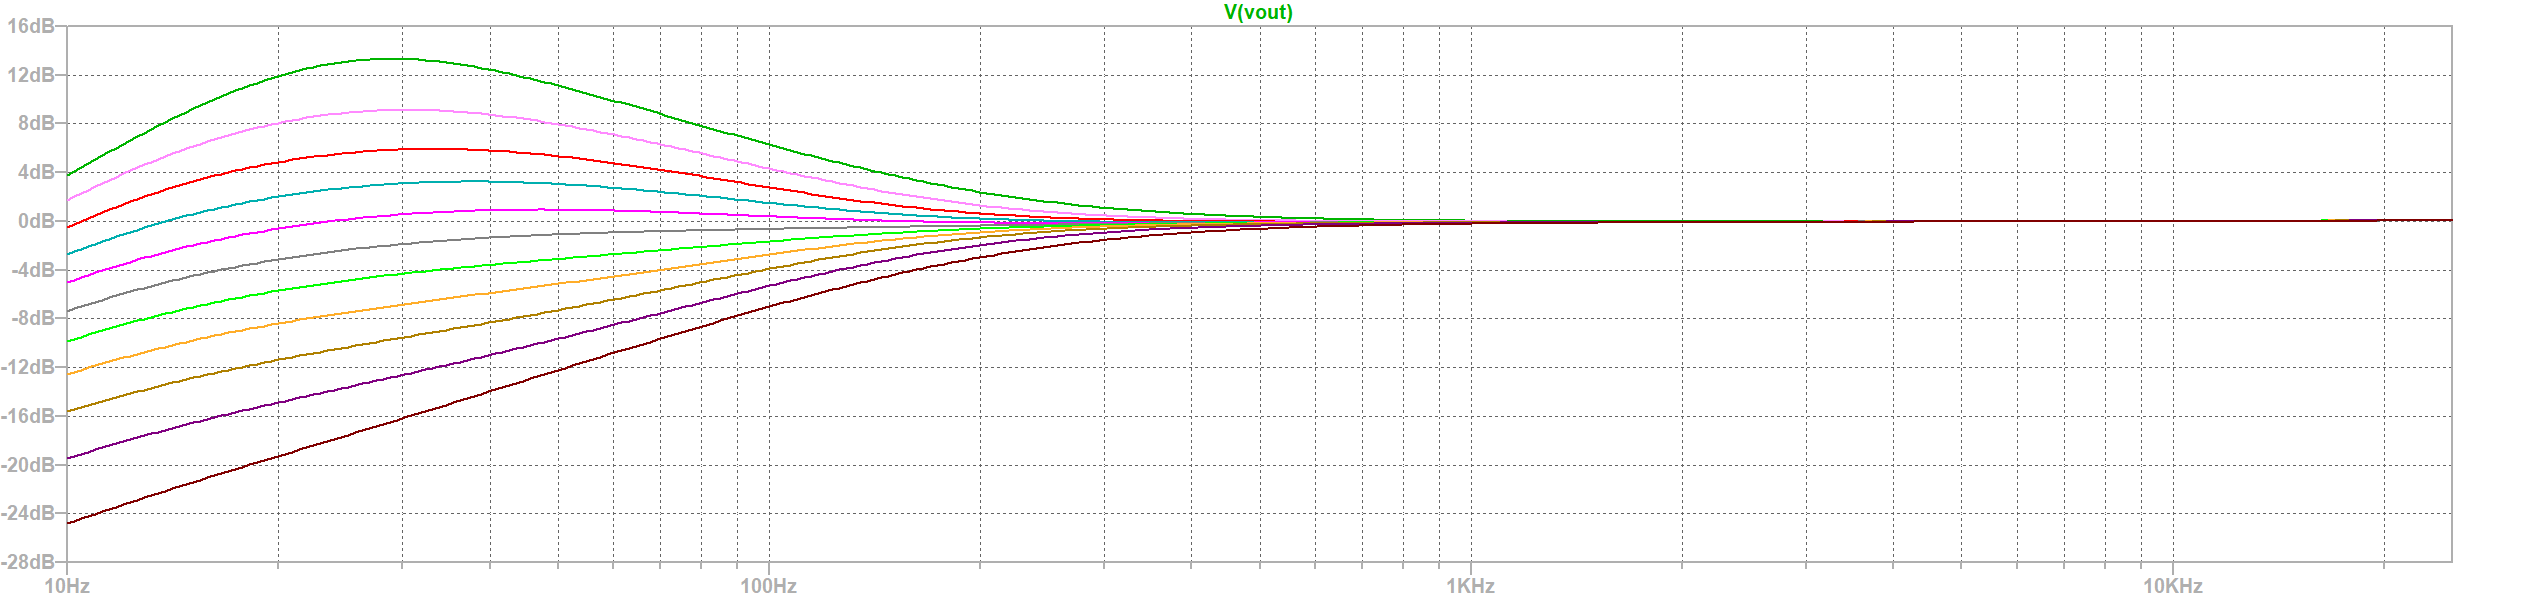 V(vout)
16dB
12dB
8dB
4dB
0dB
-4dB
-8dB
-12dB
-16dB
-20dB
-24dB
-28dB
10Hz 100Hz 1KHz 10KHz